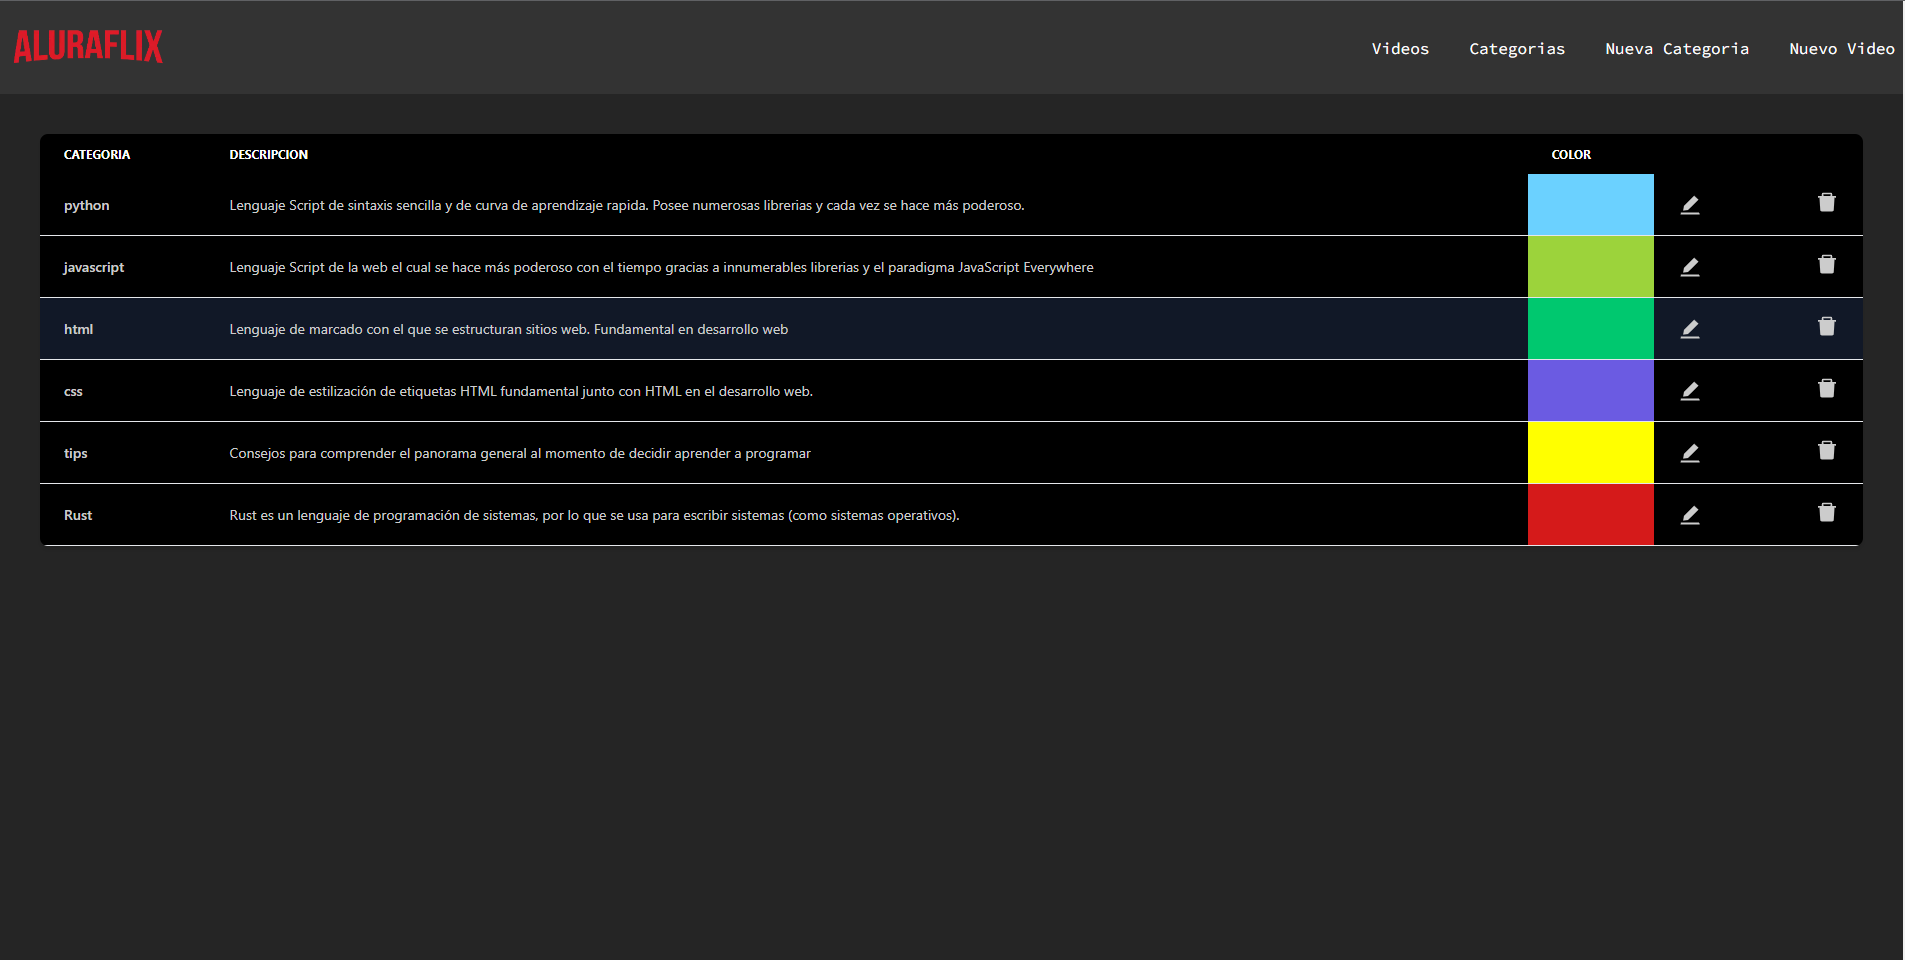 ALURAFLIX
Videos Categorias Nueva Categoria Nuevo Video
CATEGORIA DESCRIPCION COLOR
python Lenguaje Script de sintaxis sencilla y de curva de aprendizaje rapida. Posee numerosas librerias y cada vez se hace más poderoso.
javascript Lenguaje Script de la web el cual se hace más poderoso con el tiempo gracias a innumerables librerias y el paradigma JavaScript Everywhere
html Lenguaje de marcado con el que se estructuran sitios web. Fundamental en desarrollo web
css Lenguaje de estilización de etiquetas HTML fundamental junto con HTML en el desarrollo web.
tips Consejos para comprender el panorama general al momento de decidir aprender a programar
Rust Rust es un lenguaje de programación de sistemas, por lo que se usa para escribir sistemas (como sistemas operativos).